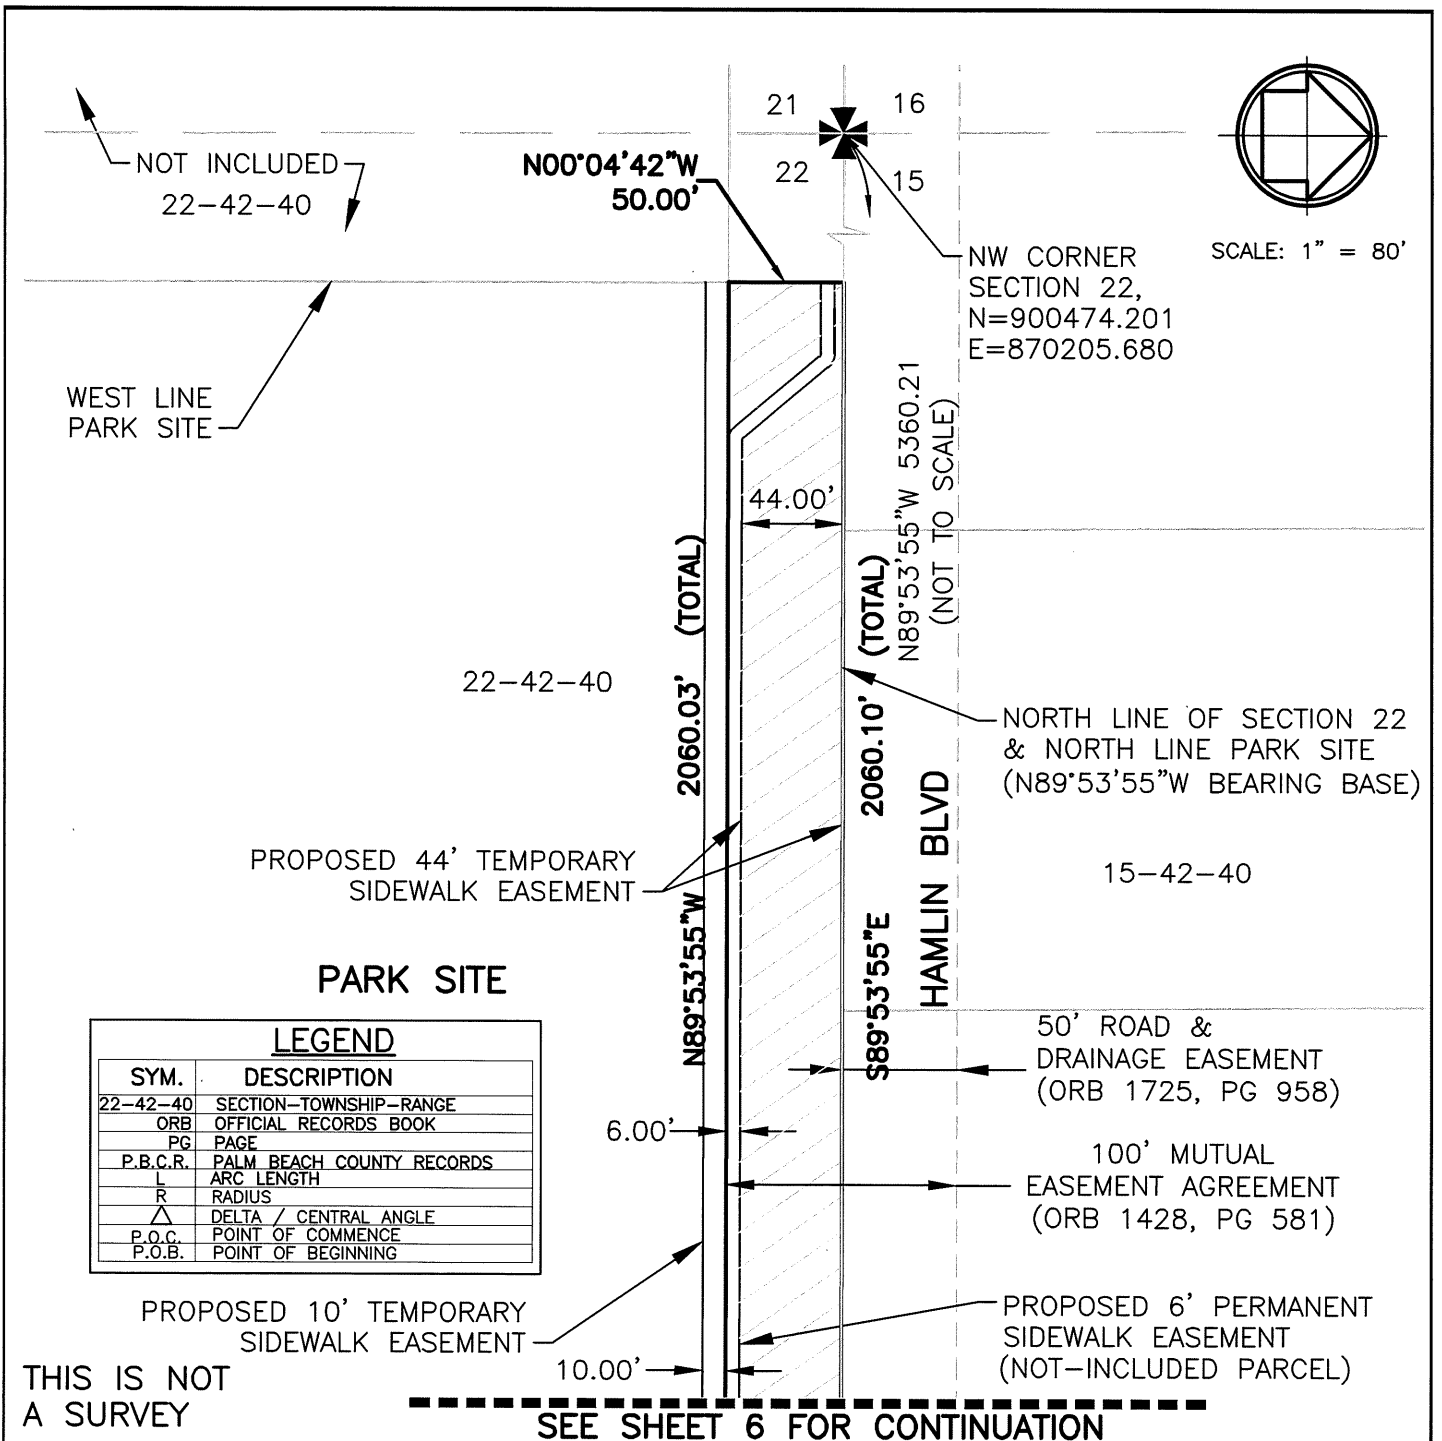 21
16
22
15
NOT INCLUDED
22-42-40
N00°04'42"W
50.00'
NW CORNER
SECTION 22,
N=900474.201
E=870205.680
SCALE: 1" = 80'
WEST LINE
PARK SITE
44.00'
N89°53'55"W 5360.21
(NOT TO SCALE)
N89°53'55"W 2060.03' (TOTAL)
S89°53'55"E 2060.10' (TOTAL)
22-42-40
NORTH LINE OF SECTION 22
& NORTH LINE PARK SITE
(N89°53'55"W BEARING BASE)
HAMLIN BLVD
PROPOSED 44' TEMPORARY
SIDEWALK EASEMENT
15-42-40
PARK SITE
50' ROAD &
DRAINAGE EASEMENT
(ORB 1725, PG 958)
LEGEND
SYM. DESCRIPTION
22-42-40 SECTION-TOWNSHIP-RANGE
ORB OFFICIAL RECORDS BOOK
PG PAGE
P.B.C.R. PALM BEACH COUNTY RECORDS
L ARC LENGTH
R RADIUS
△ DELTA / CENTRAL ANGLE
P.O.C. POINT OF COMMENCE
P.O.B. POINT OF BEGINNING
6.00'
100' MUTUAL
EASEMENT AGREEMENT
(ORB 1428, PG 581)
PROPOSED 10' TEMPORARY
SIDEWALK EASEMENT
10.00'
PROPOSED 6' PERMANENT
SIDEWALK EASEMENT
(NOT-INCLUDED PARCEL)
THIS IS NOT
A SURVEY
SEE SHEET 6 FOR CONTINUATION